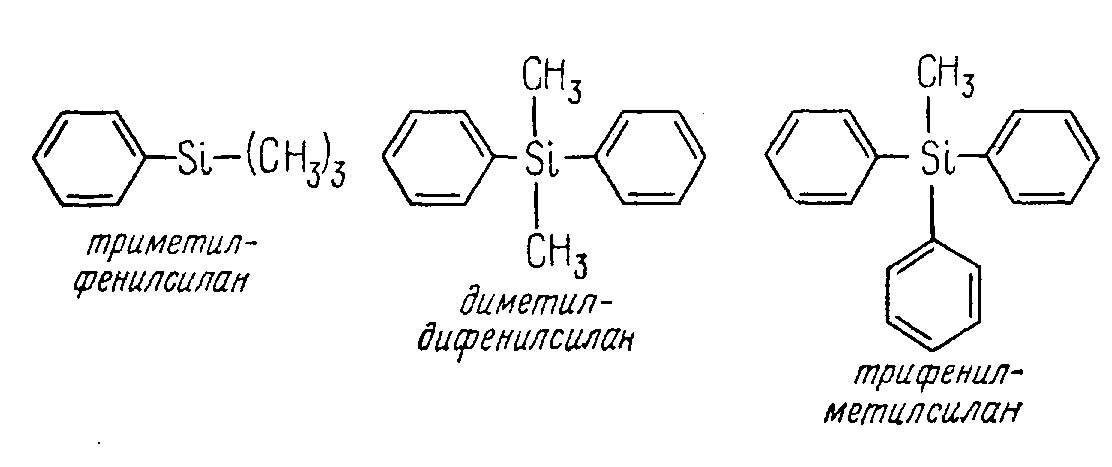 Si-(CH3)3
триметил-
фенилсилан
CH3
Si
CH3
диметил-
дифенилсилан
CH3
Si
трифенил-
метилсилан